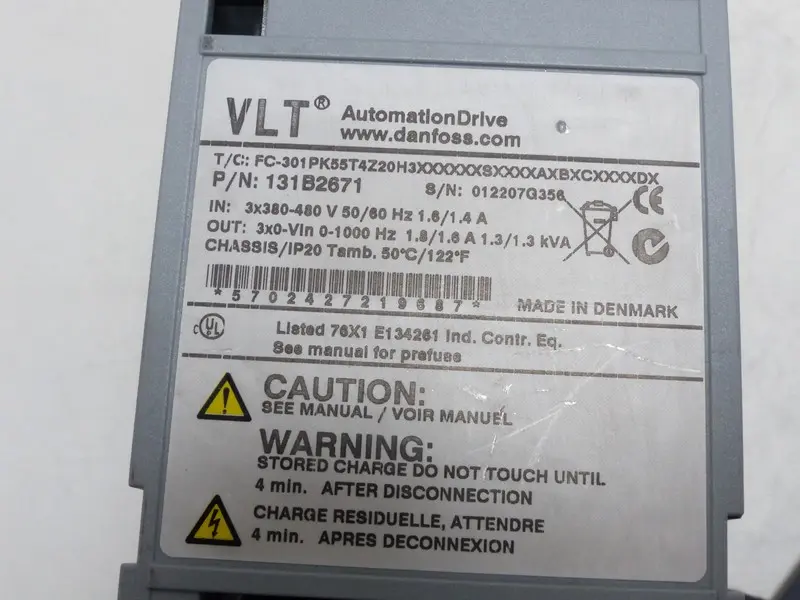 VLT® AutomationDrive
www.danfoss.com
T/C: FC-301PK55T4Z20H3XXXXXXSXXXXAXBXCXXXXDX
P/N: 131B2671 S/N: 012207G356
IN: 3x380-480 V 50/60 Hz 1.6/1.4 A
OUT: 3x0-Vin 0-1000 Hz 1.8/1.6 A 1.3/1.3 kVA
CHASSIS/IP20 Tamb. 50°C/122°F
*5702427219687*
MADE IN DENMARK
c UL Listed 76X1 E134261 Ind. Contr. Eq.
See manual for prefuse
CAUTION:
SEE MANUAL / VOIR MANUEL
WARNING:
STORED CHARGE DO NOT TOUCH UNTIL
4 min. AFTER DISCONNECTION
CHARGE RESIDUELLE, ATTENDRE
4 min. APRES DECONNEXION